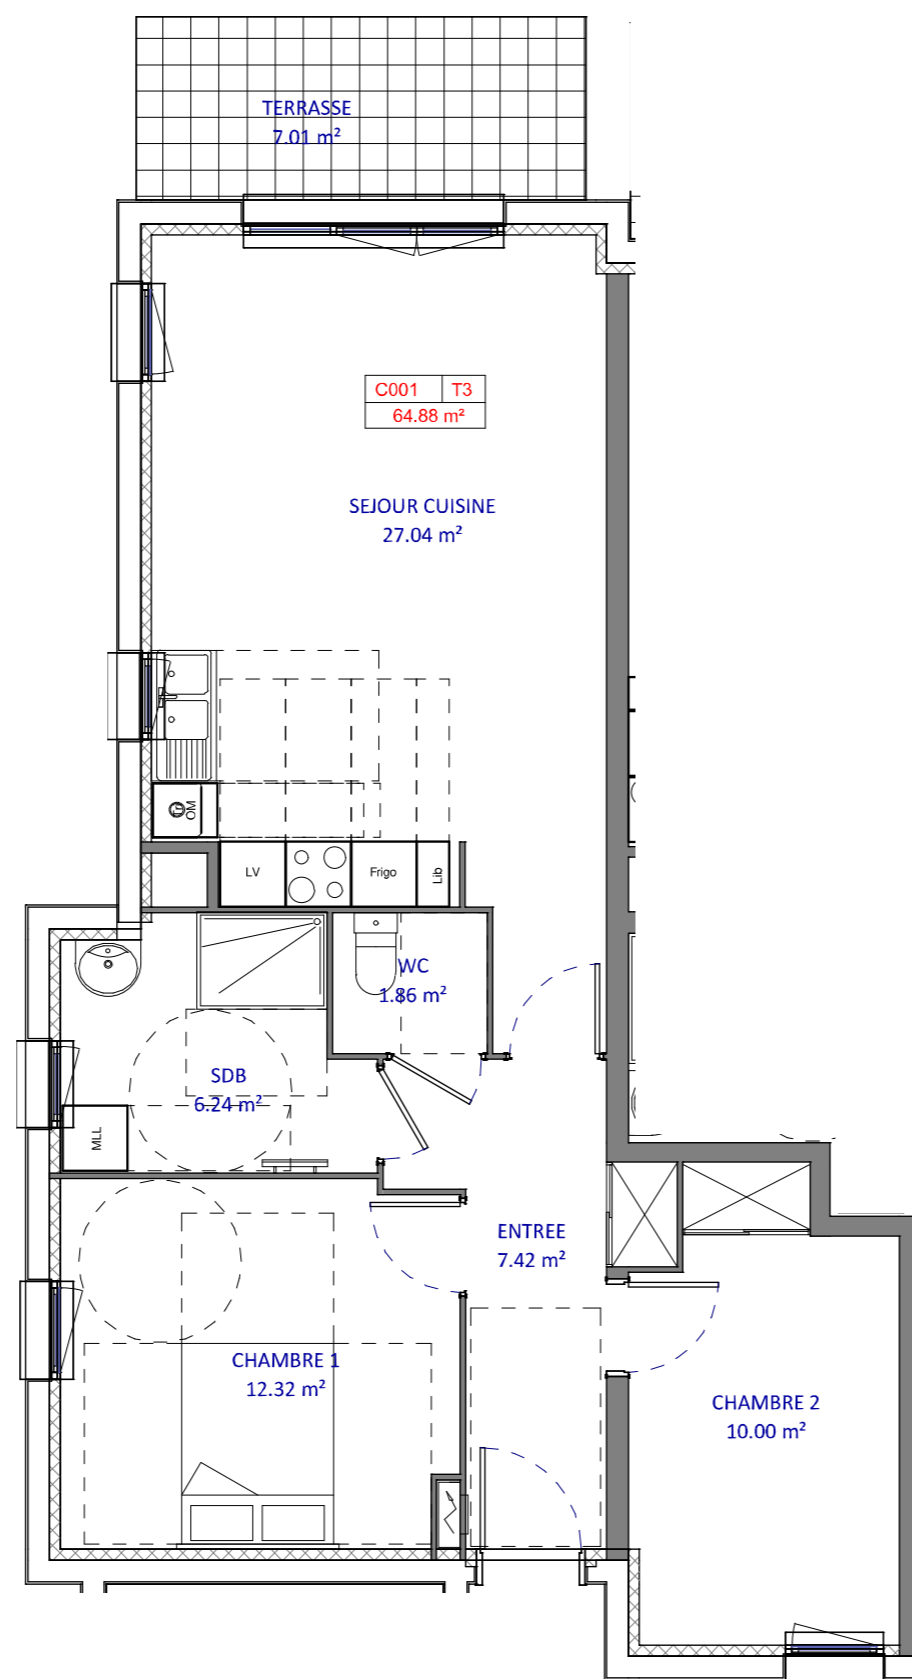 TERRASSE
7.01 m²
C001 T3
64.88 m²
SEJOUR CUISINE
27.04 m²
OM
LV
Frigo
Lib
WC
1.86 m²
SDB
6.24 m²
MLL
ENTREE
7.42 m²
CHAMBRE 1
12.32 m²
CHAMBRE 2
10.00 m²